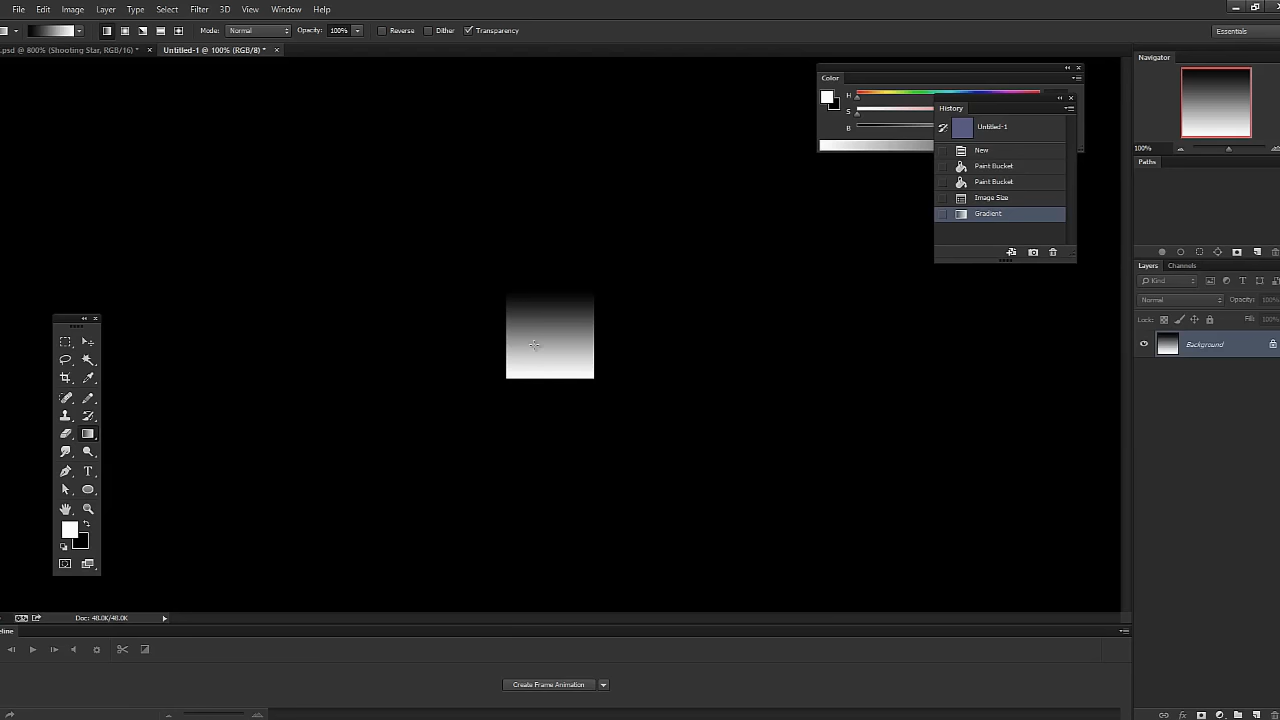 File Edit Image Layer Type Select Filter 3D View Window Help
Mode: Normal Opacity: 100% Reverse Dither Transparency Essentials
.psd @ 800% (Shooting Star, RGB/16) * × Untitled-1 @ 100% (RGB/8) * ×
Navigator
Color
H
S
B
History
Untitled-1
New
Paint Bucket
Paint Bucket
Image Size
Gradient
100%
Paths
Layers Channels
Kind
Normal Opacity: 100%
Lock: Fill: 100%
Background
T
Doc: 48.0K/48.0K
eline
Create Frame Animation
fx